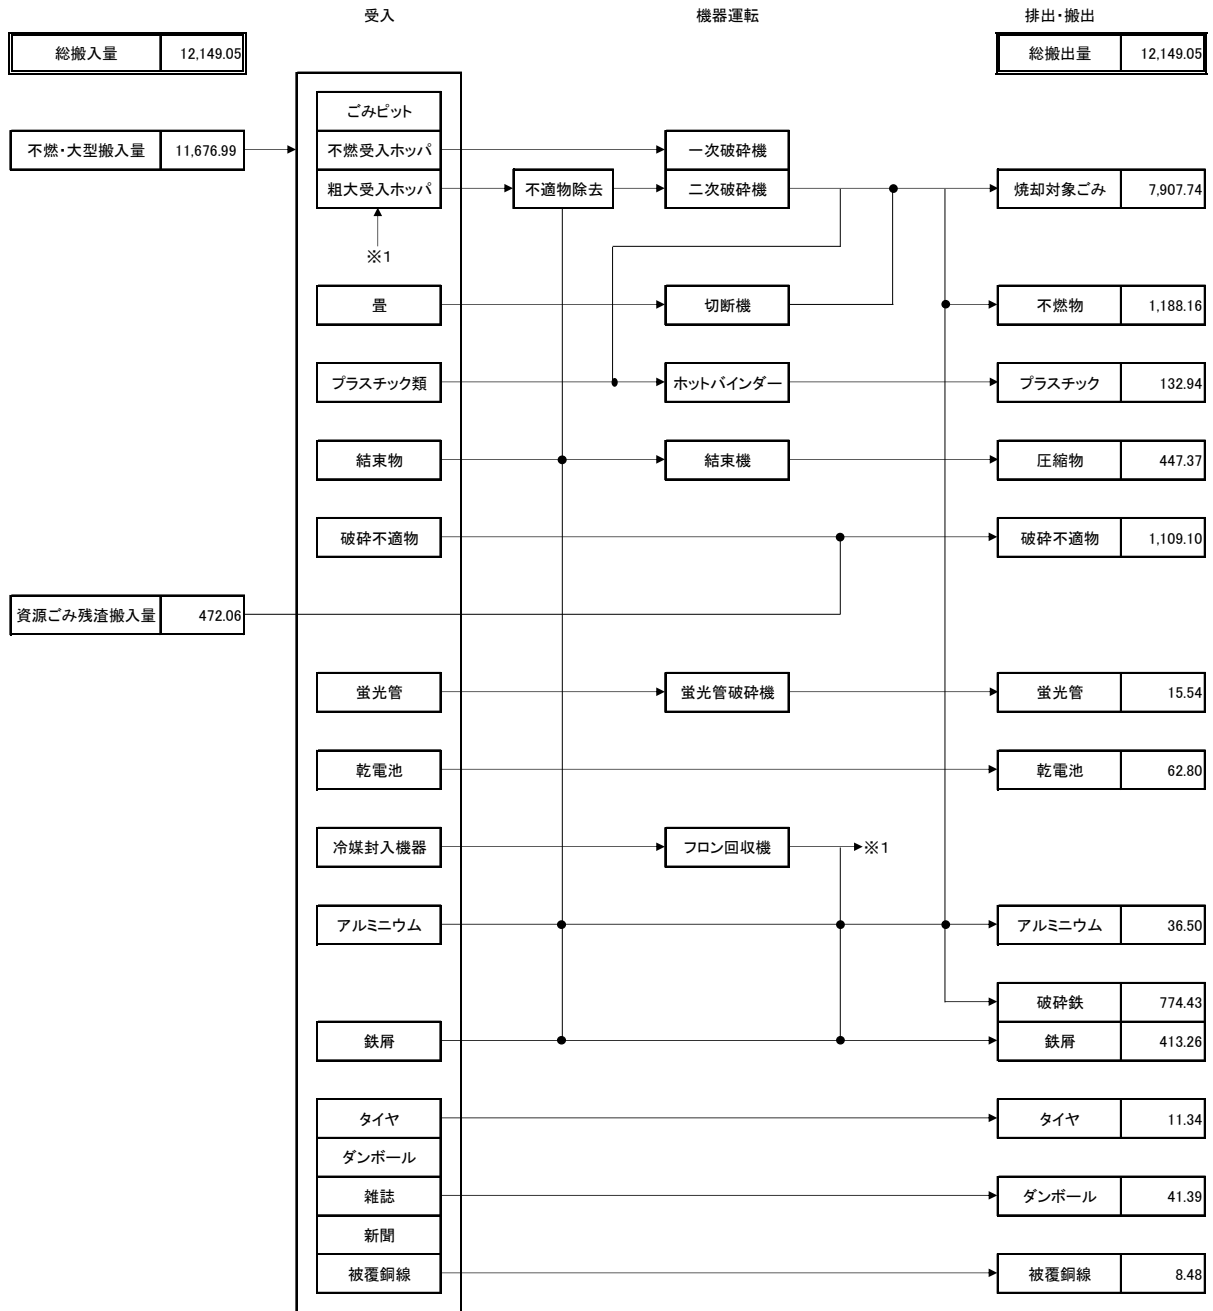 受入 機器運転 排出・搬出
総搬入量 12,149.05 総搬出量 12,149.05
ごみピット
不燃・大型搬入量 11,676.99 不燃受入ホッパ 一次破砕機
粗大受入ホッパ 不適物除去 二次破砕機 焼却対象ごみ 7,907.74
※1
畳 切断機 不燃物 1,188.16
プラスチック類 ホットバインダー プラスチック 132.94
結束物 結束機 圧縮物 447.37
破砕不適物 破砕不適物 1,109.10
資源ごみ残渣搬入量 472.06
蛍光管 蛍光管破砕機 蛍光管 15.54
乾電池 乾電池 62.80
冷媒封入機器 フロン回収機 ※1
アルミニウム アルミニウム 36.50
破砕鉄 774.43
鉄屑 鉄屑 413.26
タイヤ タイヤ 11.34
ダンボール
雑誌 ダンボール 41.39
新聞
被覆銅線 被覆銅線 8.48